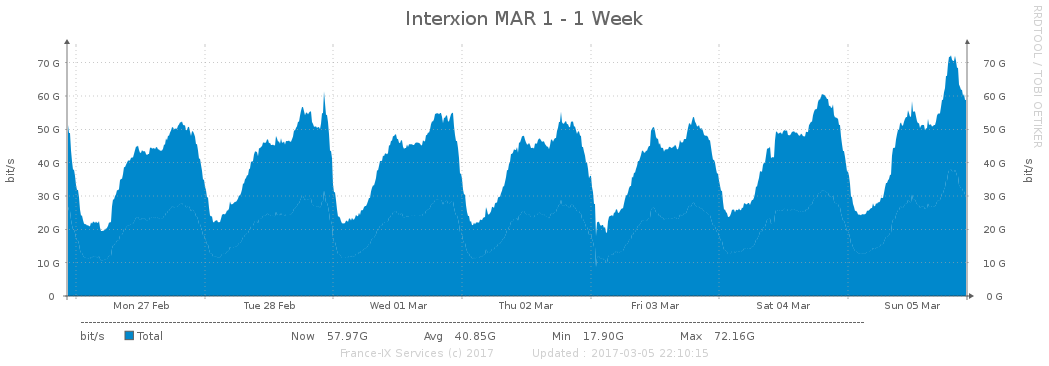 Interxion MAR 1 - 1 Week
RRDTOOL / TOBI OETIKER
bit/s
70 G
60 G
50 G
40 G
30 G
20 G
10 G
0
70 G
60 G
50 G
40 G
30 G
20 G
10 G
0 G
bit/s
Mon 27 Feb Tue 28 Feb Wed 01 Mar Thu 02 Mar Fri 03 Mar Sat 04 Mar Sun 05 Mar
bit/s Total Now 57.97G Avg 40.85G Min 17.90G Max 72.16G
France-IX Services (c) 2017 Updated : 2017-03-05 22:10:15